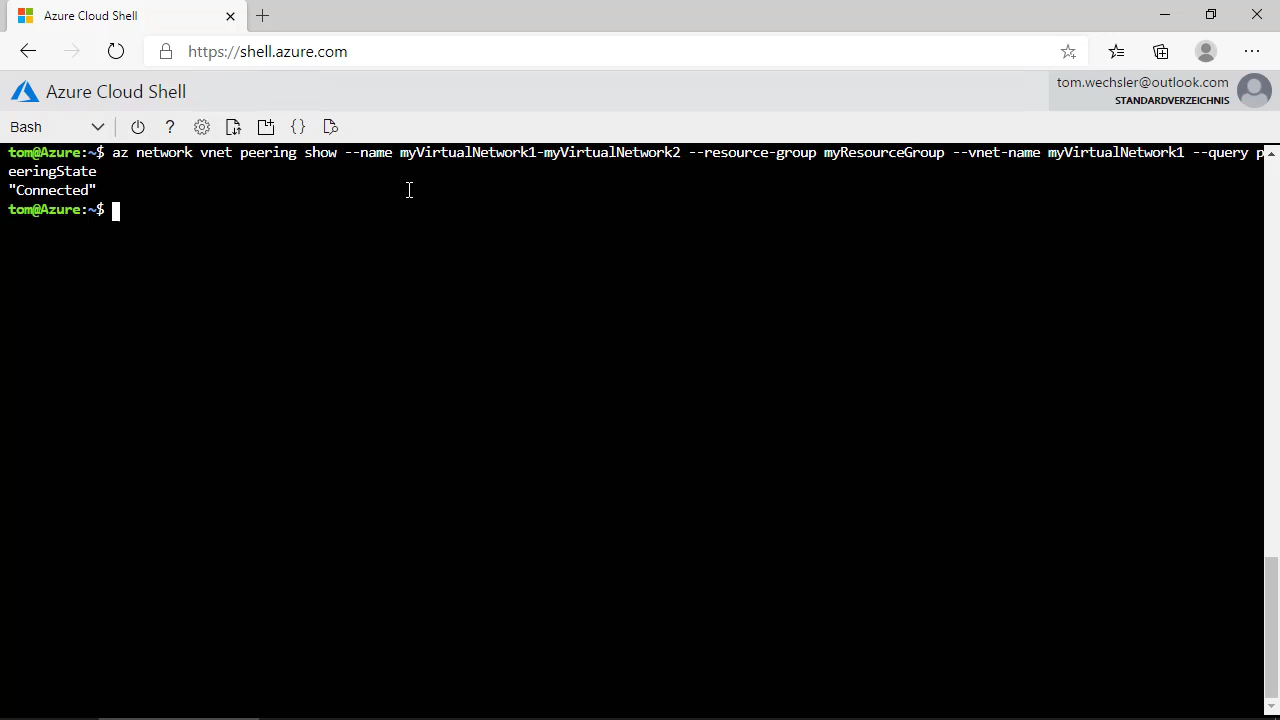 Azure Cloud Shell
https://shell.azure.com
Azure Cloud Shell
tom.wechsler@outlook.com
STANDARDVERZEICHNIS
Bash
?
{}
tom@Azure:~$ az network vnet peering show --name myVirtualNetwork1-myVirtualNetwork2 --resource-group myResourceGroup --vnet-name myVirtualNetwork1 --query p
eeringState
"Connected"
tom@Azure:~$